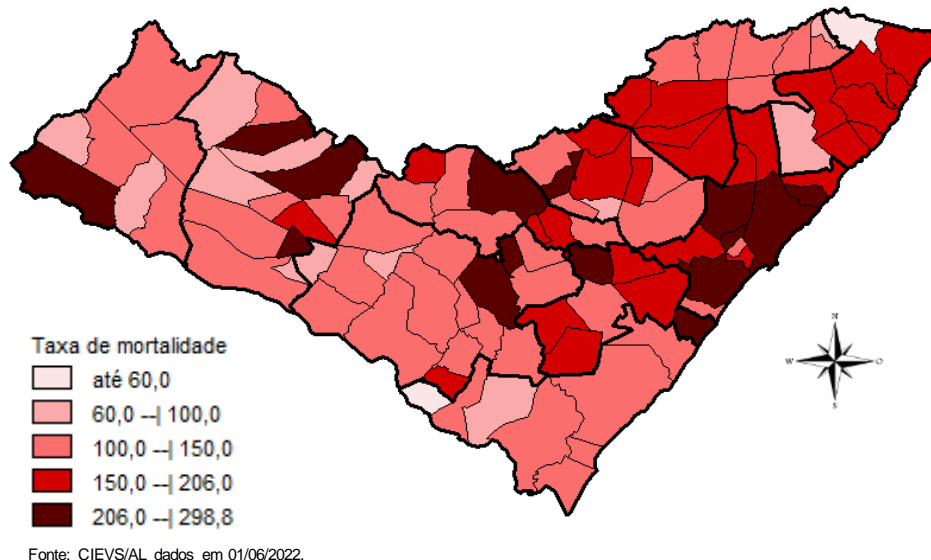 N
W
O
S
Taxa de mortalidade
até 60,0
60,0 --| 100,0
100,0 --| 150,0
150,0 --| 206,0
206,0 --| 298,8
Fonte: CIEVS/AL dados em 01/06/2022.